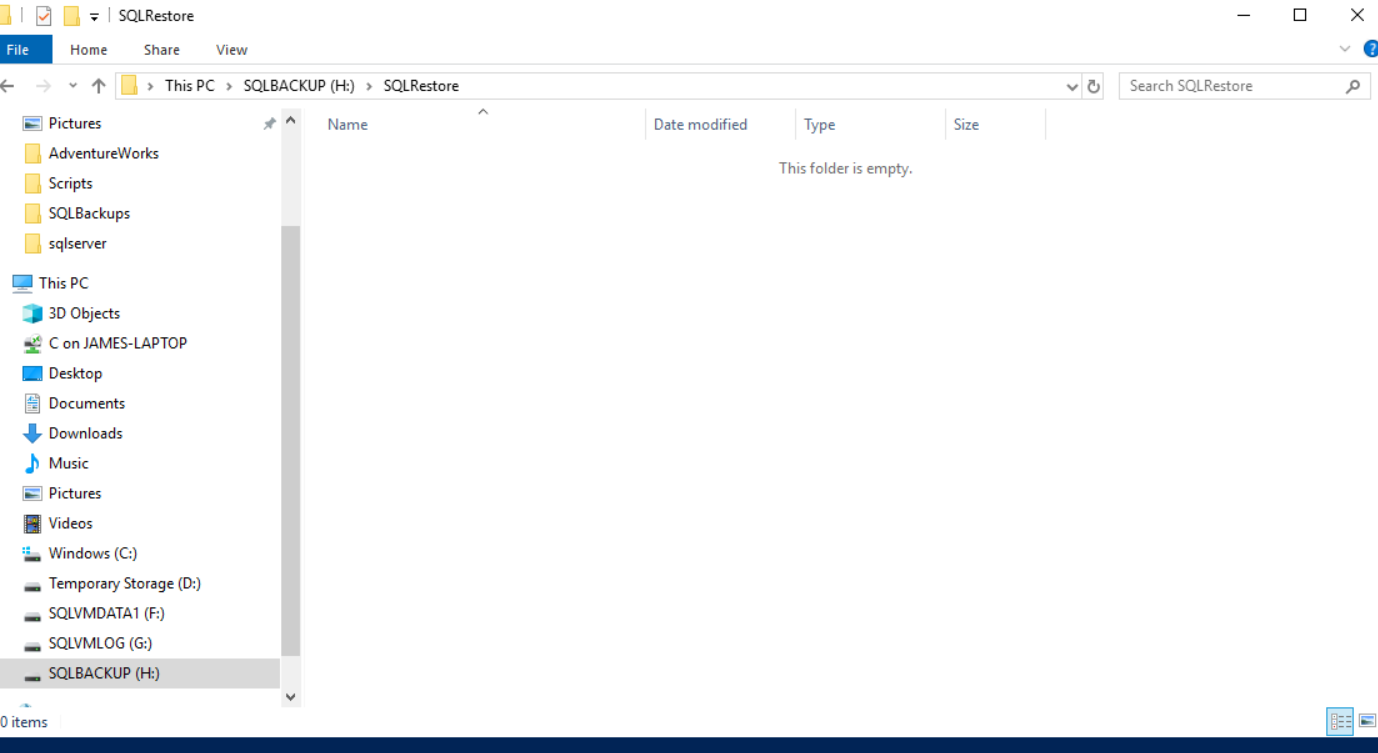 SQLRestore
File Home Share View ?
This PC SQLBACKUP (H:) SQLRestore Search SQLRestore
Name Date modified Type Size
This folder is empty.
Pictures
AdventureWorks
Scripts
SQLBackups
sqlserver
This PC
3D Objects
C on JAMES-LAPTOP
Desktop
Documents
Downloads
Music
Pictures
Videos
Windows (C:)
Temporary Storage (D:)
SQLVMDATA1 (F:)
SQLVMLOG (G:)
SQLBACKUP (H:)
0 items